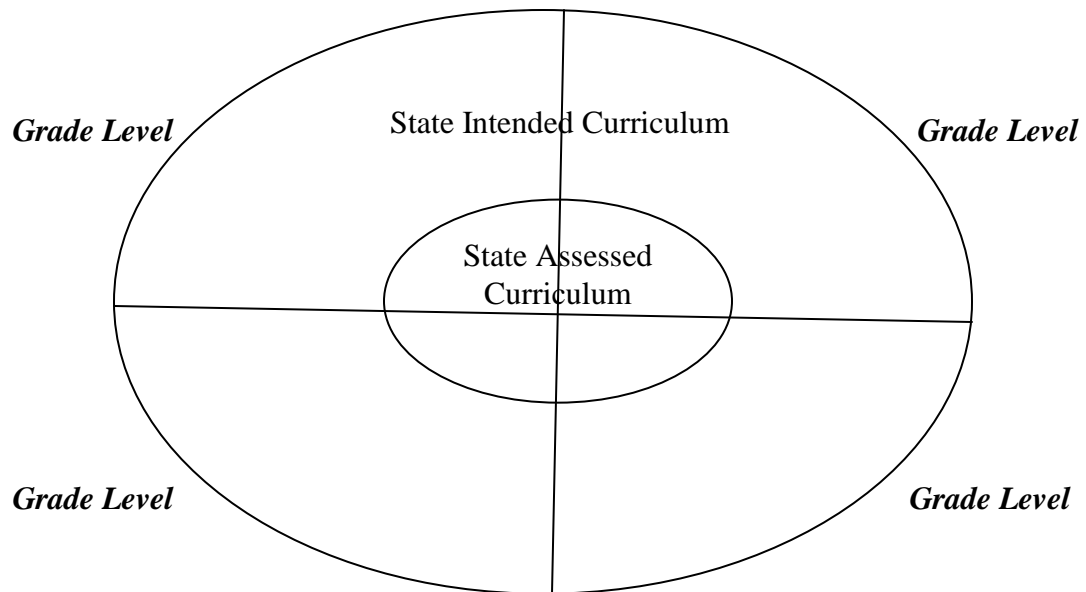 State Intended Curriculum
Grade Level
Grade Level
State Assessed
Curriculum
Grade Level
Grade Level